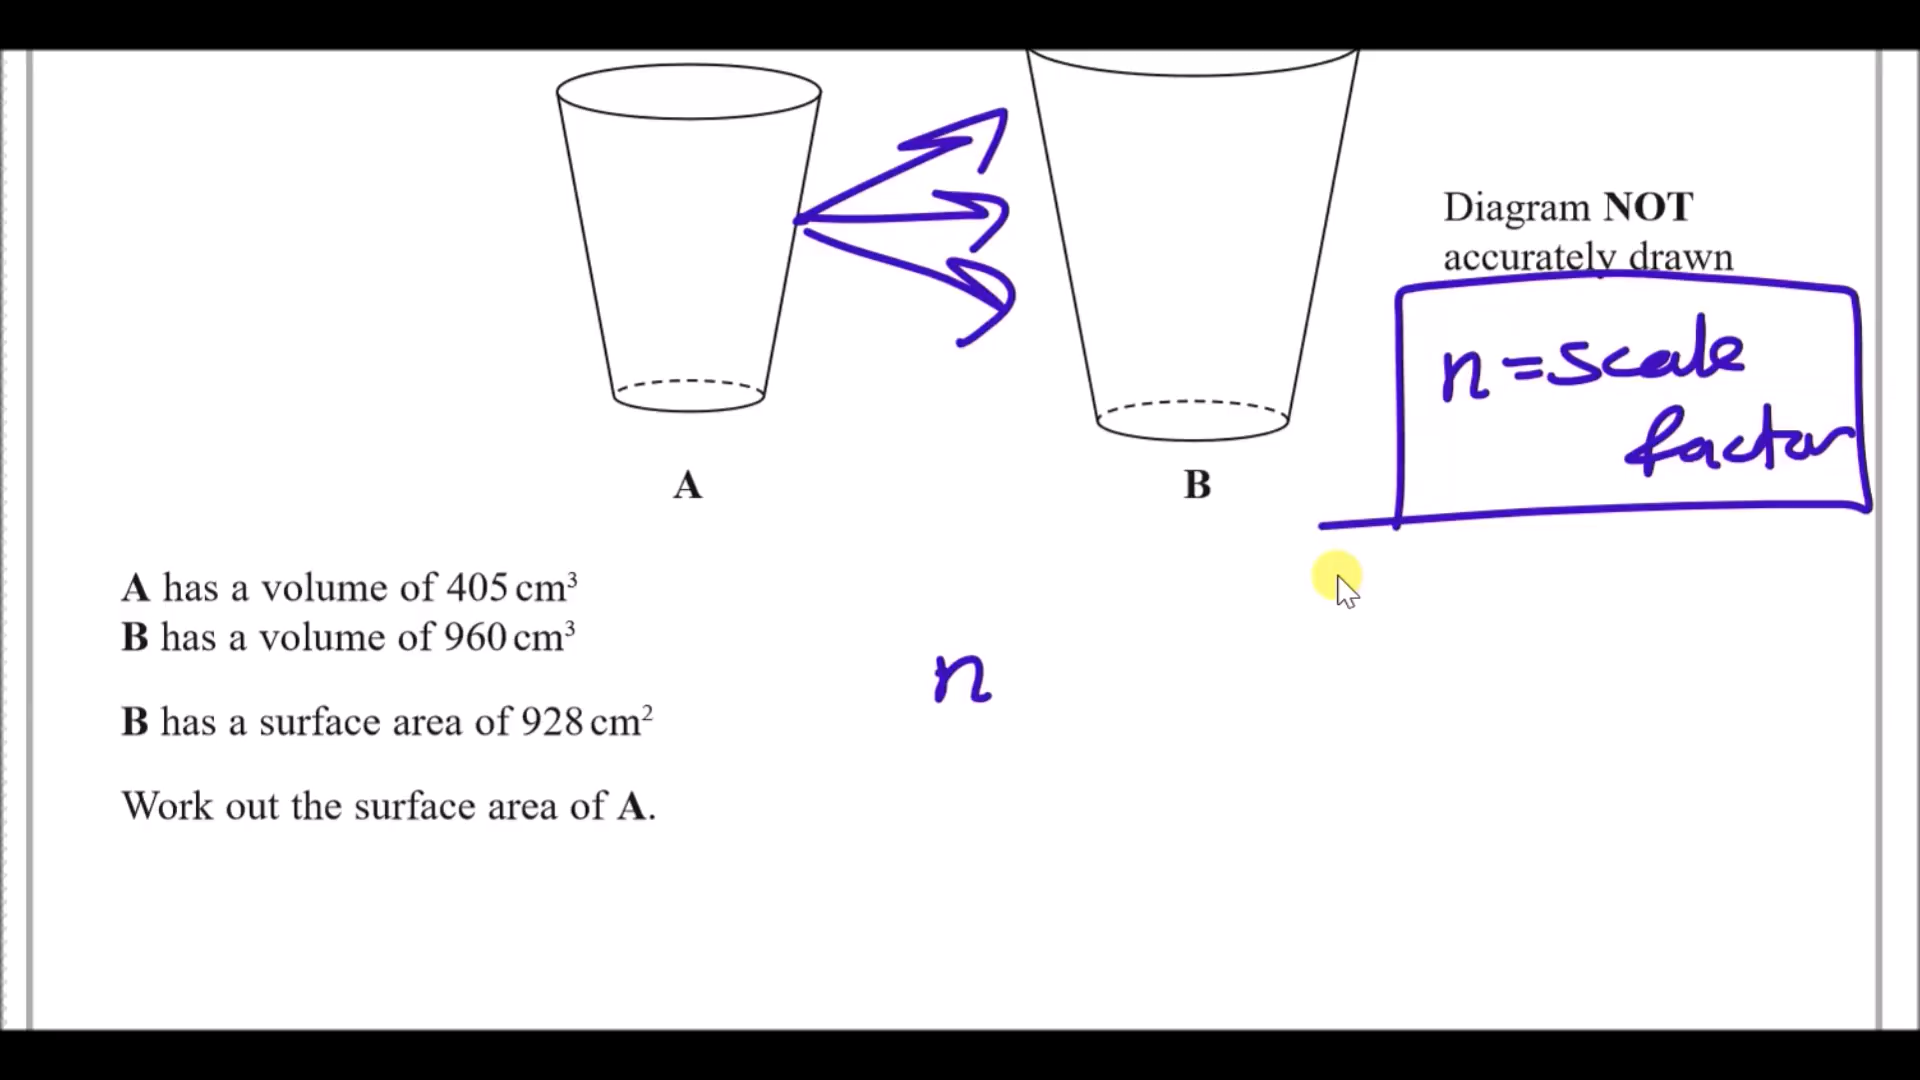 Diagram NOT
accurately drawn
n = scale
factor
A
B
A has a volume of 405 cm³
B has a volume of 960 cm³
n
B has a surface area of 928 cm²
Work out the surface area of A.